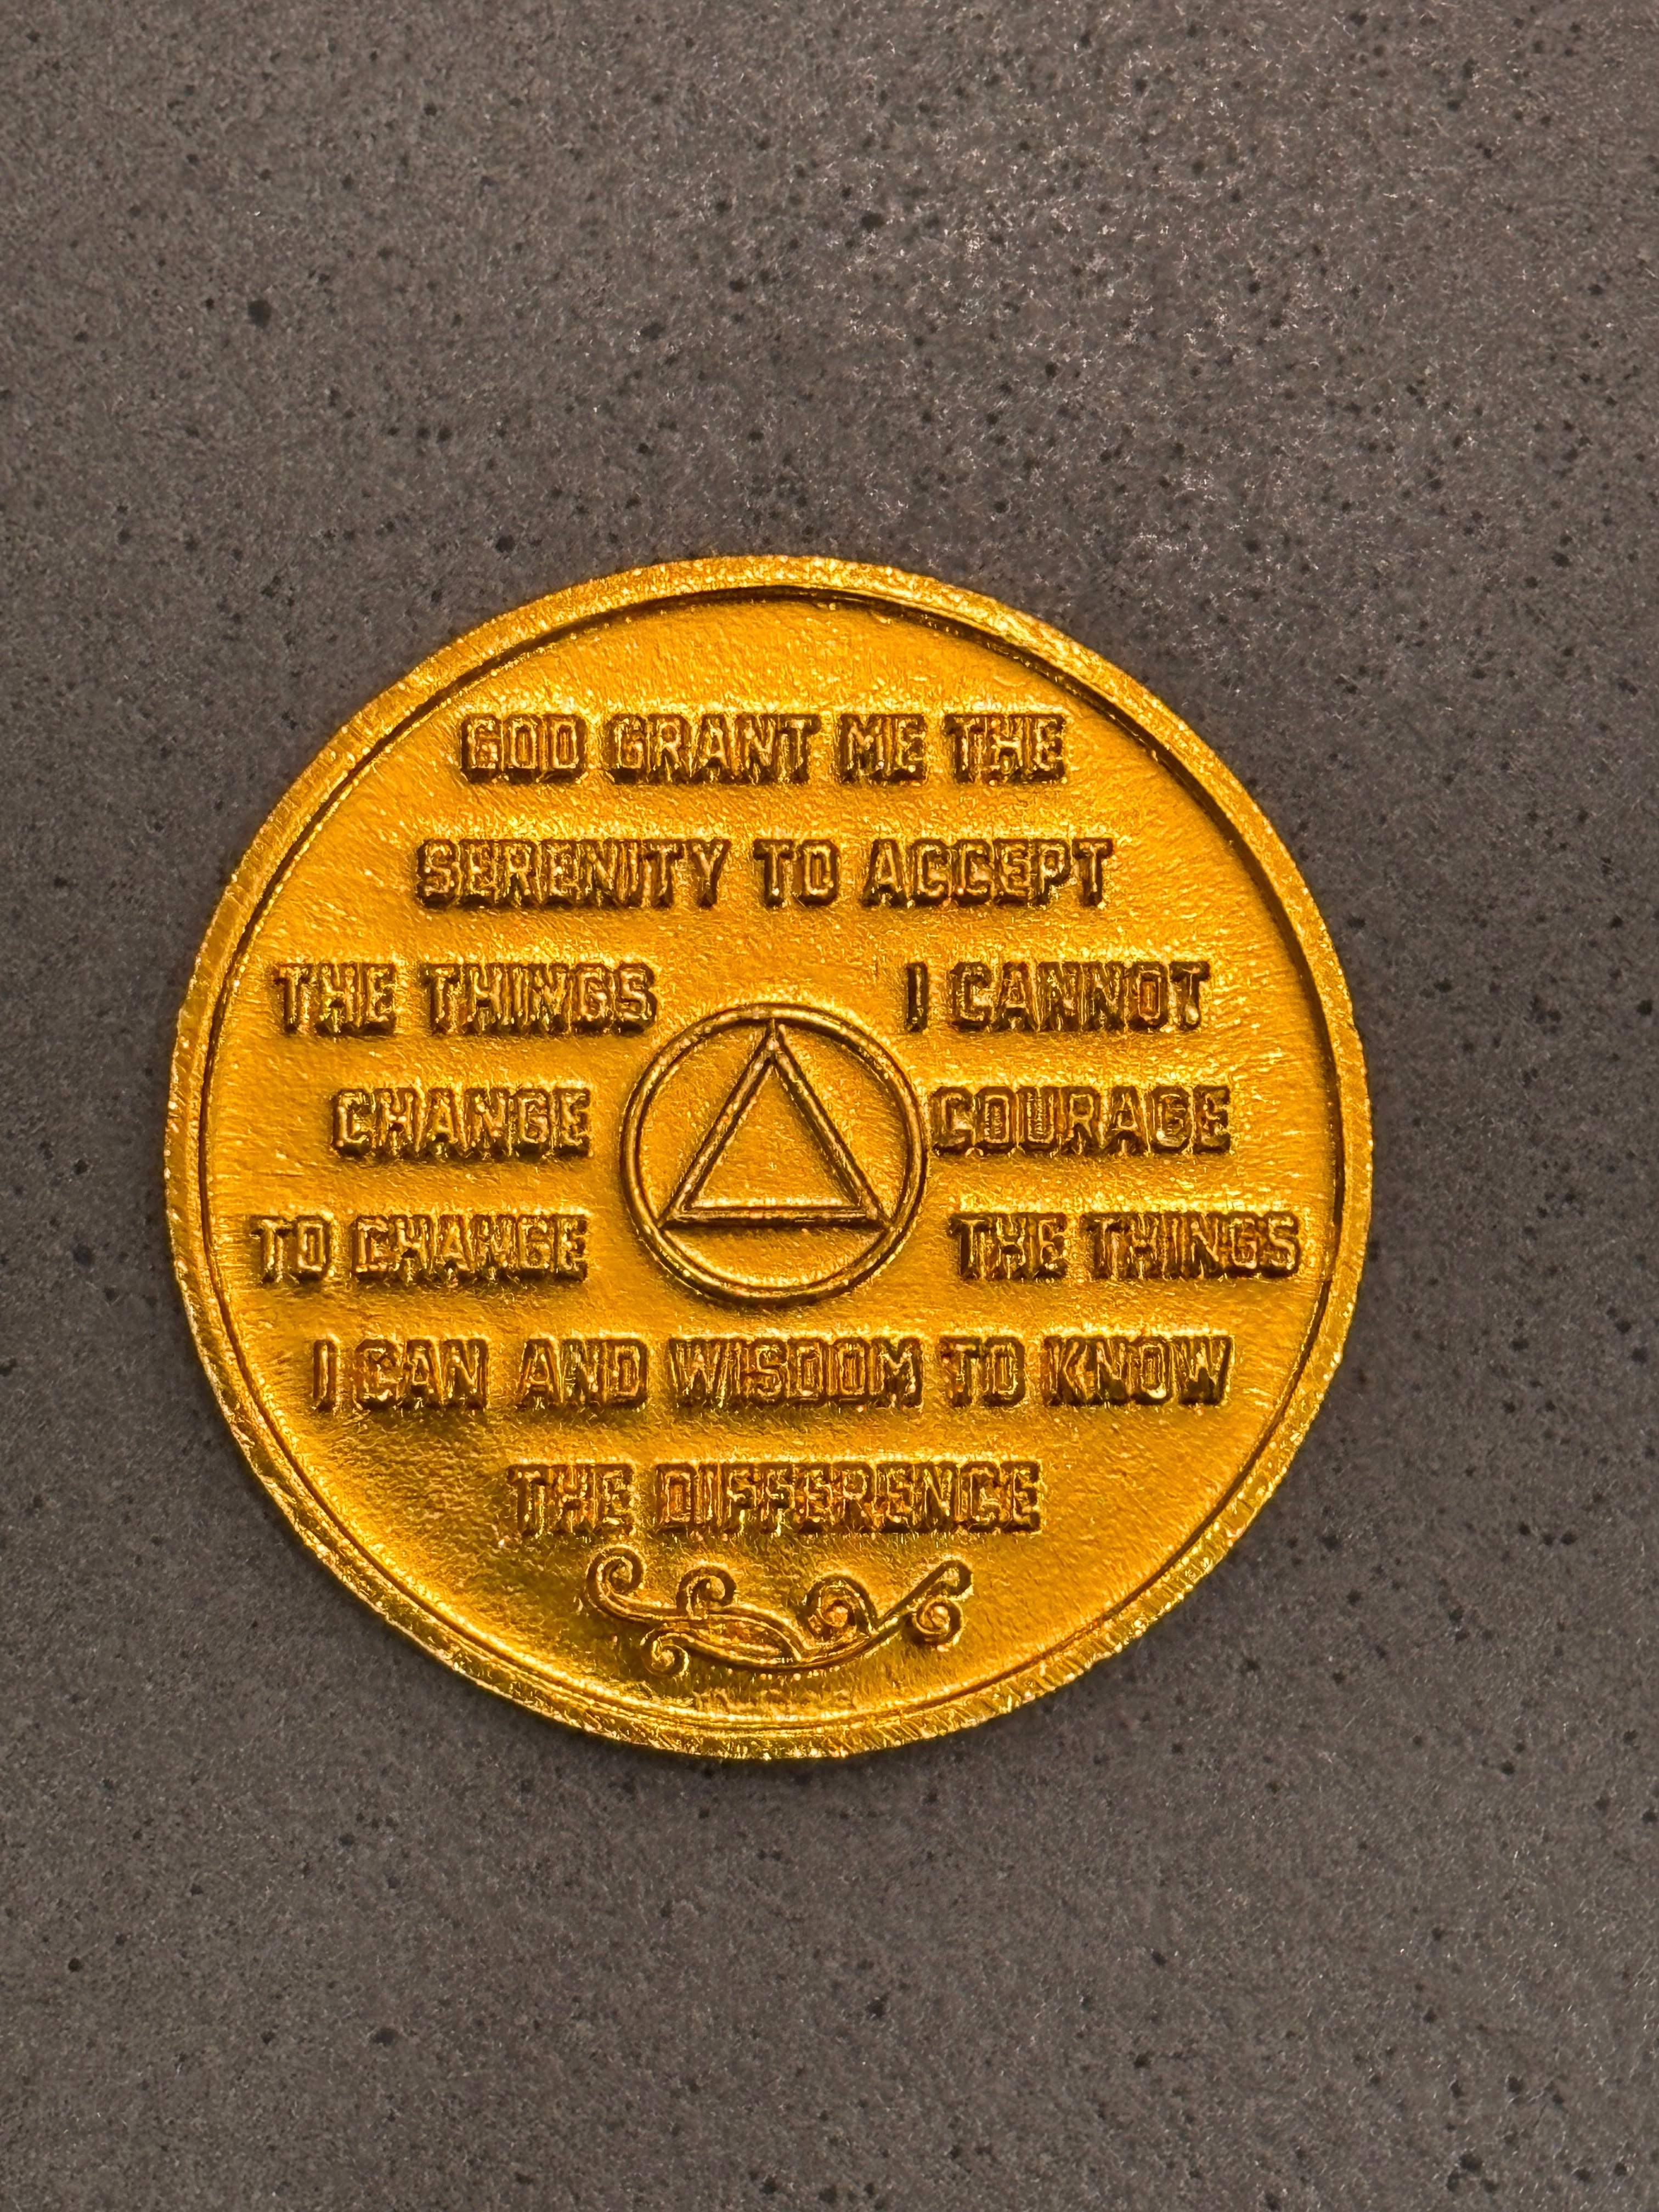 GOD GRANT ME THE
SERENITY TO ACCEPT
THE THINGS I CANNOT
CHANGE COURAGE
TO CHANGE THE THINGS
I CAN AND WISDOM TO KNOW
THE DIFFERENCE